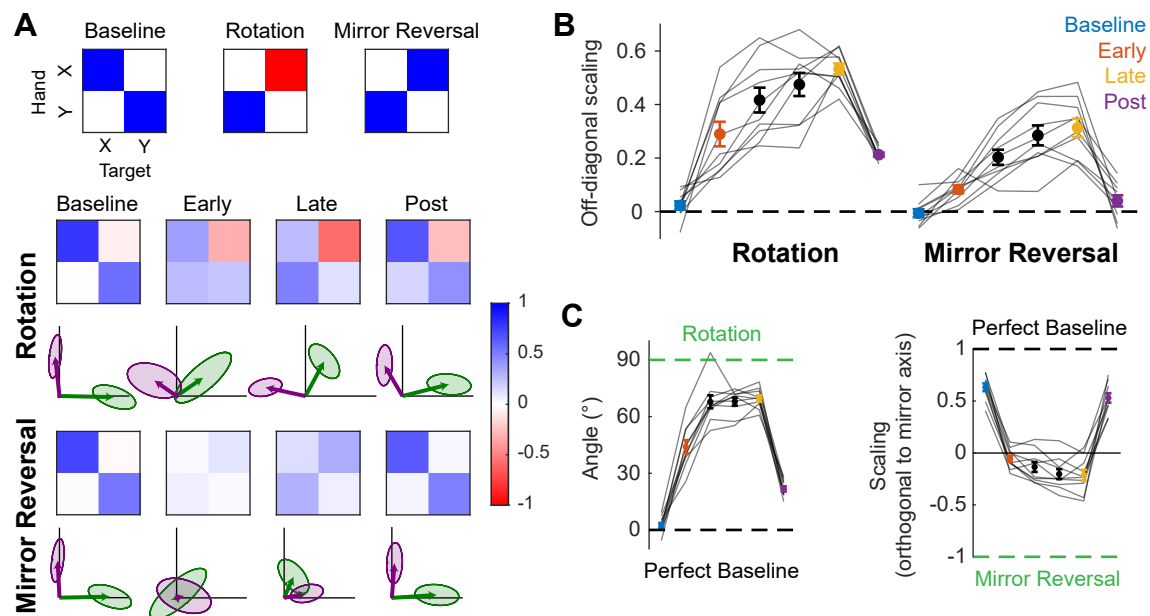 A
Baseline
Rotation
Mirror Reversal
Hand
X
Y
X
Y
Target
Rotation
Baseline
Early
Late
Post
1
0.5
0
-0.5
-1
Mirror Reversal
B
Baseline
Early
Late
Post
Off-diagonal scaling
0.6
0.4
0.2
0
Rotation
Mirror Reversal
C
Rotation
Angle (°)
90
60
30
0
Perfect Baseline
Perfect Baseline
Scaling
(orthogonal to mirror axis)
1
0.5
0
-0.5
-1
Mirror Reversal